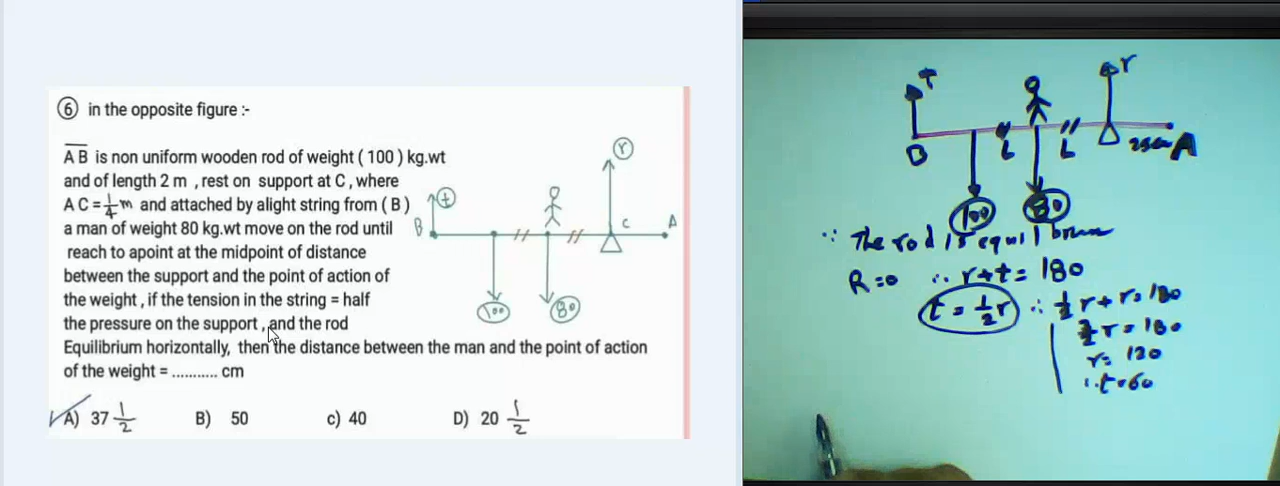 6 in the opposite figure :-
A B is non uniform wooden rod of weight ( 100 ) kg.wt
and of length 2 m , rest on support at C , where
A C = 1/4 m and attached by alight string from ( B )
a man of weight 80 kg.wt move on the rod until
reach to apoint at the midpoint of distance
between the support and the point of action of
the weight , if the tension in the string = half
the pressure on the support , and the rod
Equilibrium horizontally, then the distance between the man and the point of action
of the weight = ........... cm
A) 37 1/2 B) 50 c) 40 D) 20 1/2
r
t
B C A
100 80
T r
B L L 25cm A
100 80
∵ The rod is equilibrium
R=0 ∴ r+t= 180
t = 1/2 r ∴ 1/2 r + r = 180
3/2 r = 180
r = 120
∴ t=60